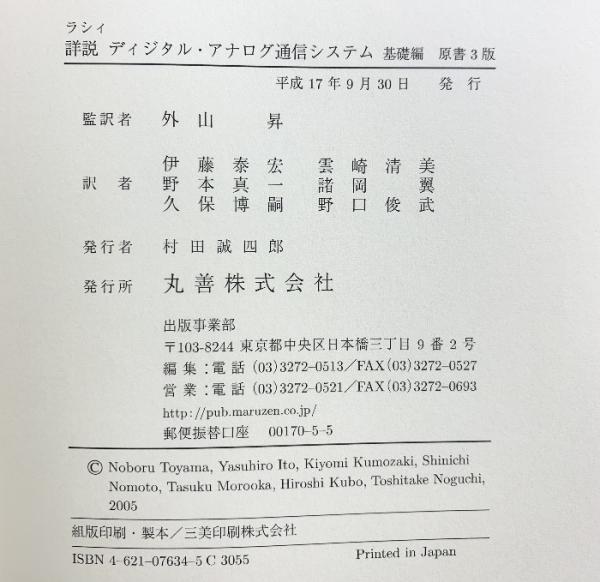 ラシィ
詳説 ディジタル・アナログ通信システム 基礎編 原書3版
平成17年9月30日 発行
監訳者 外山 昇
伊藤泰宏 雲崎清美
訳者 野本真一 諸岡 翼
久保博嗣 野口俊武
発行者 村田誠四郎
発行所 丸善株式会社
出版事業部
〒103-8244 東京都中央区日本橋三丁目9番2号
編集:電話(03)3272-0513/FAX(03)3272-0527
営業:電話(03)3272-0521/FAX(03)3272-0693
http://pub.maruzen.co.jp/
郵便振替口座 00170-5-5
© Noboru Toyama, Yasuhiro Ito, Kiyomi Kumozaki, Shinichi
Nomoto, Tasuku Morooka, Hiroshi Kubo, Toshitake Noguchi,
2005
組版印刷・製本/三美印刷株式会社
ISBN 4-621-07634-5 C 3055 Printed in Japan